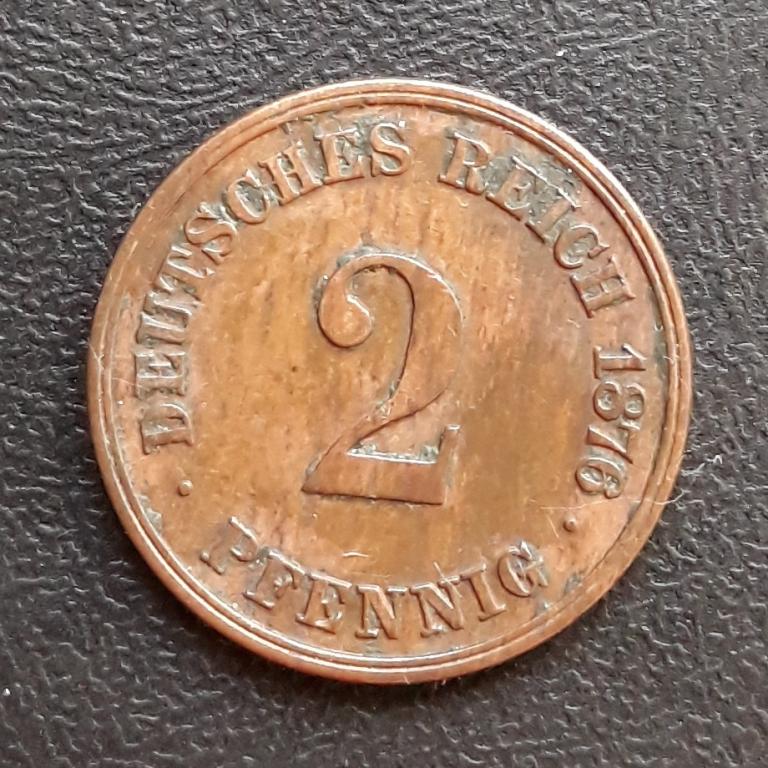 DEUTSCHES REICH 1876
2
PFENNIG